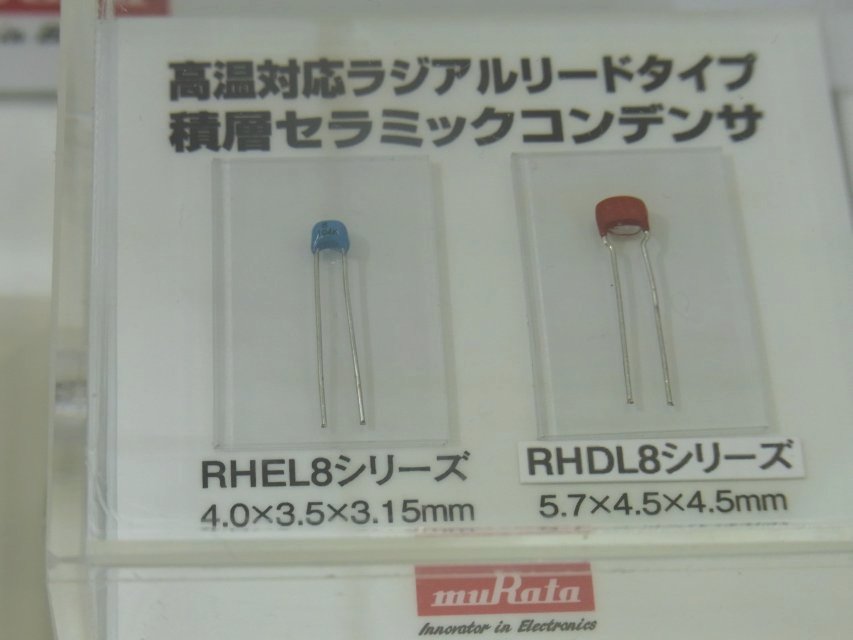 高温対応ラジアルリードタイプ
積層セラミックコンデンサ
RHEL8シリーズ
4.0×3.5×3.15mm
RHDL8シリーズ
5.7×4.5×4.5mm
muRata
Innovator in Electronics